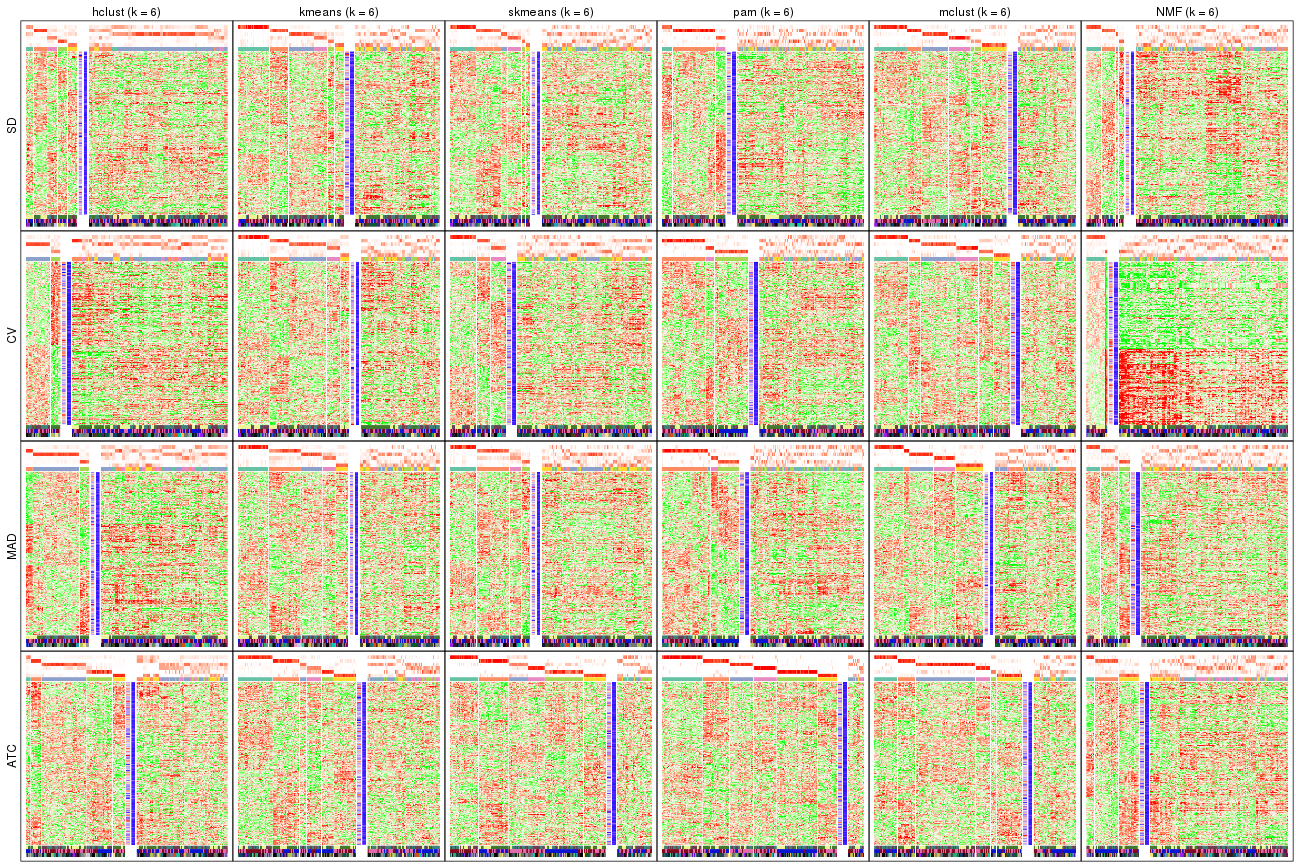 hclust (k = 6) kmeans (k = 6) skmeans (k = 6) pam (k = 6) mclust (k = 6) NMF (k = 6)
SD
CV
MAD
ATC